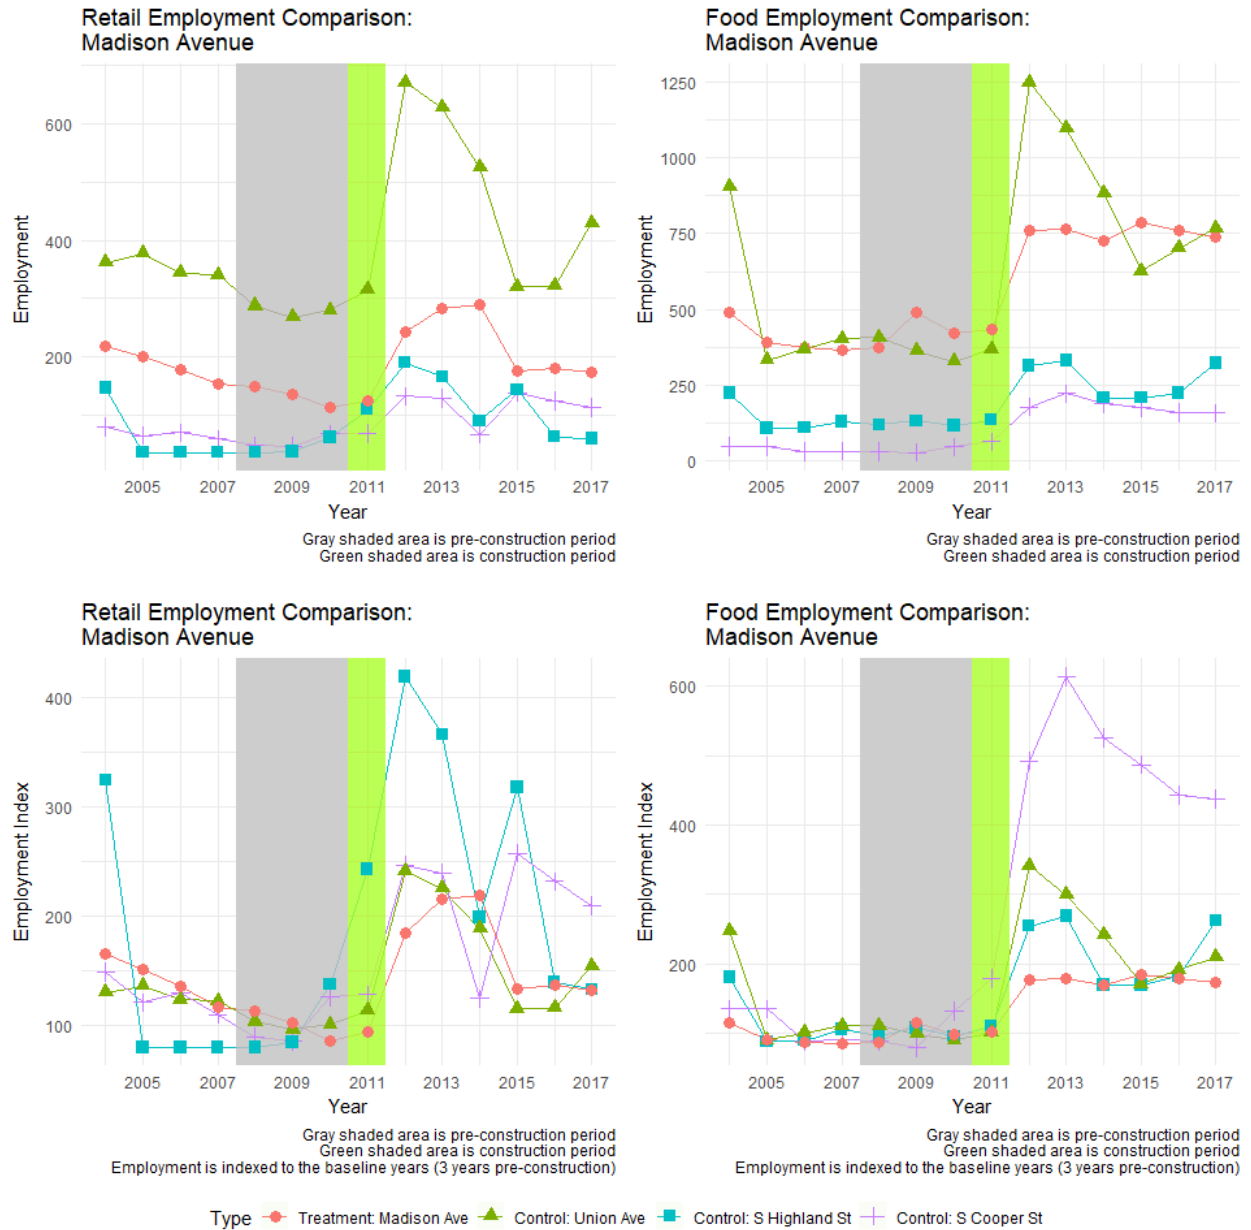 Retail Employment Comparison:
Madison Avenue
Employment
600
400
200
2005 2007 2009 2011 2013 2015 2017
Year
Gray shaded area is pre-construction period
Green shaded area is construction period
Food Employment Comparison:
Madison Avenue
Employment
1250
1000
750
500
250
0
2005 2007 2009 2011 2013 2015 2017
Year
Gray shaded area is pre-construction period
Green shaded area is construction period
Retail Employment Comparison:
Madison Avenue
Employment Index
400
300
200
100
2005 2007 2009 2011 2013 2015 2017
Year
Gray shaded area is pre-construction period
Green shaded area is construction period
Employment is indexed to the baseline years (3 years pre-construction)
Food Employment Comparison:
Madison Avenue
Employment Index
600
400
200
2005 2007 2009 2011 2013 2015 2017
Year
Gray shaded area is pre-construction period
Green shaded area is construction period
Employment is indexed to the baseline years (3 years pre-construction)
Type Treatment: Madison Ave Control: Union Ave Control: S Highland St Control: S Cooper St